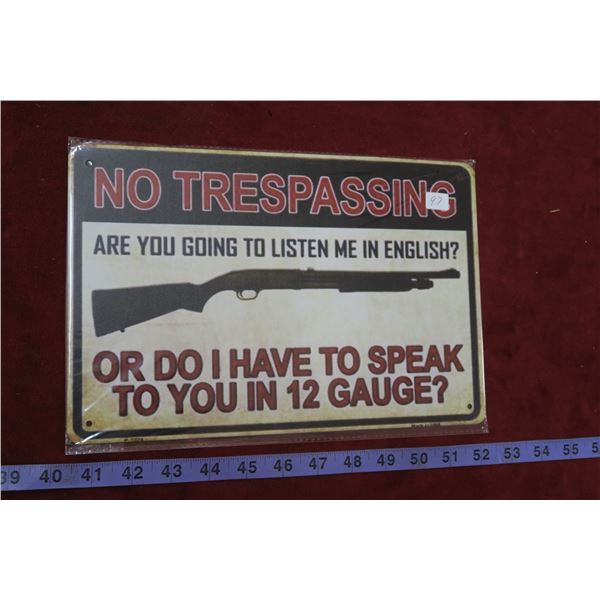 NO TRESPASSING
97
ARE YOU GOING TO LISTEN ME IN ENGLISH?
OR DO I HAVE TO SPEAK
TO YOU IN 12 GAUGE?
39 40 41 42 43 44 45 46 47 48 49 50 51 52 53 54 55